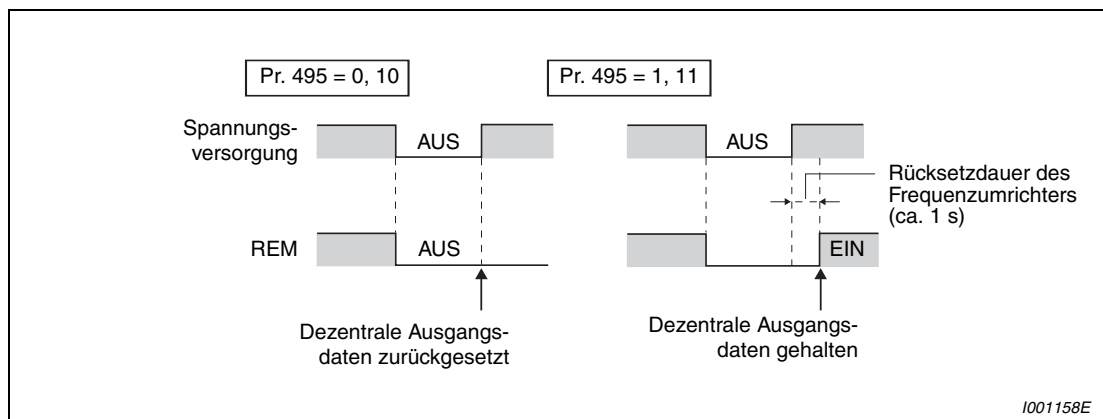 Pr. 495 = 0, 10
Pr. 495 = 1, 11
Spannungs-
versorgung
AUS
AUS
Rücksetzdauer des
Frequenzumrichters
(ca. 1 s)
REM
AUS
EIN
Dezentrale Ausgangs-
daten zurückgesetzt
Dezentrale Ausgangs-
daten gehalten
I001158E